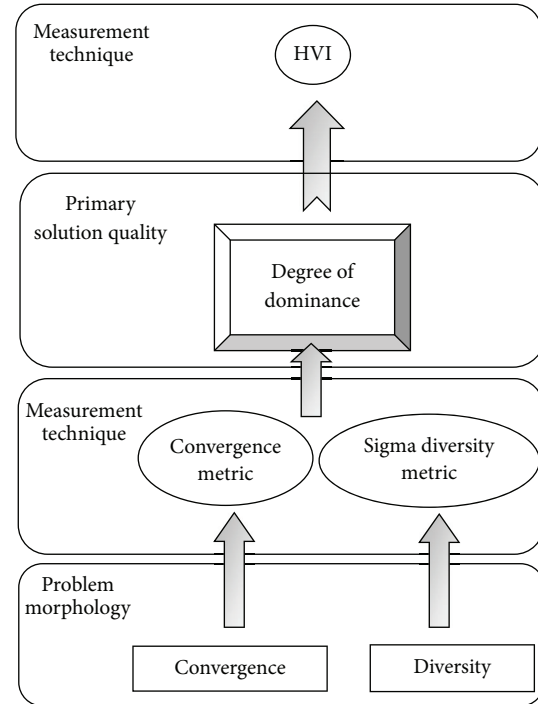 Measurement
technique
HVI
Primary
solution quality
Degree of
dominance
Measurement
technique
Convergence
metric
Sigma diversity
metric
Problem
morphology
Convergence
Diversity